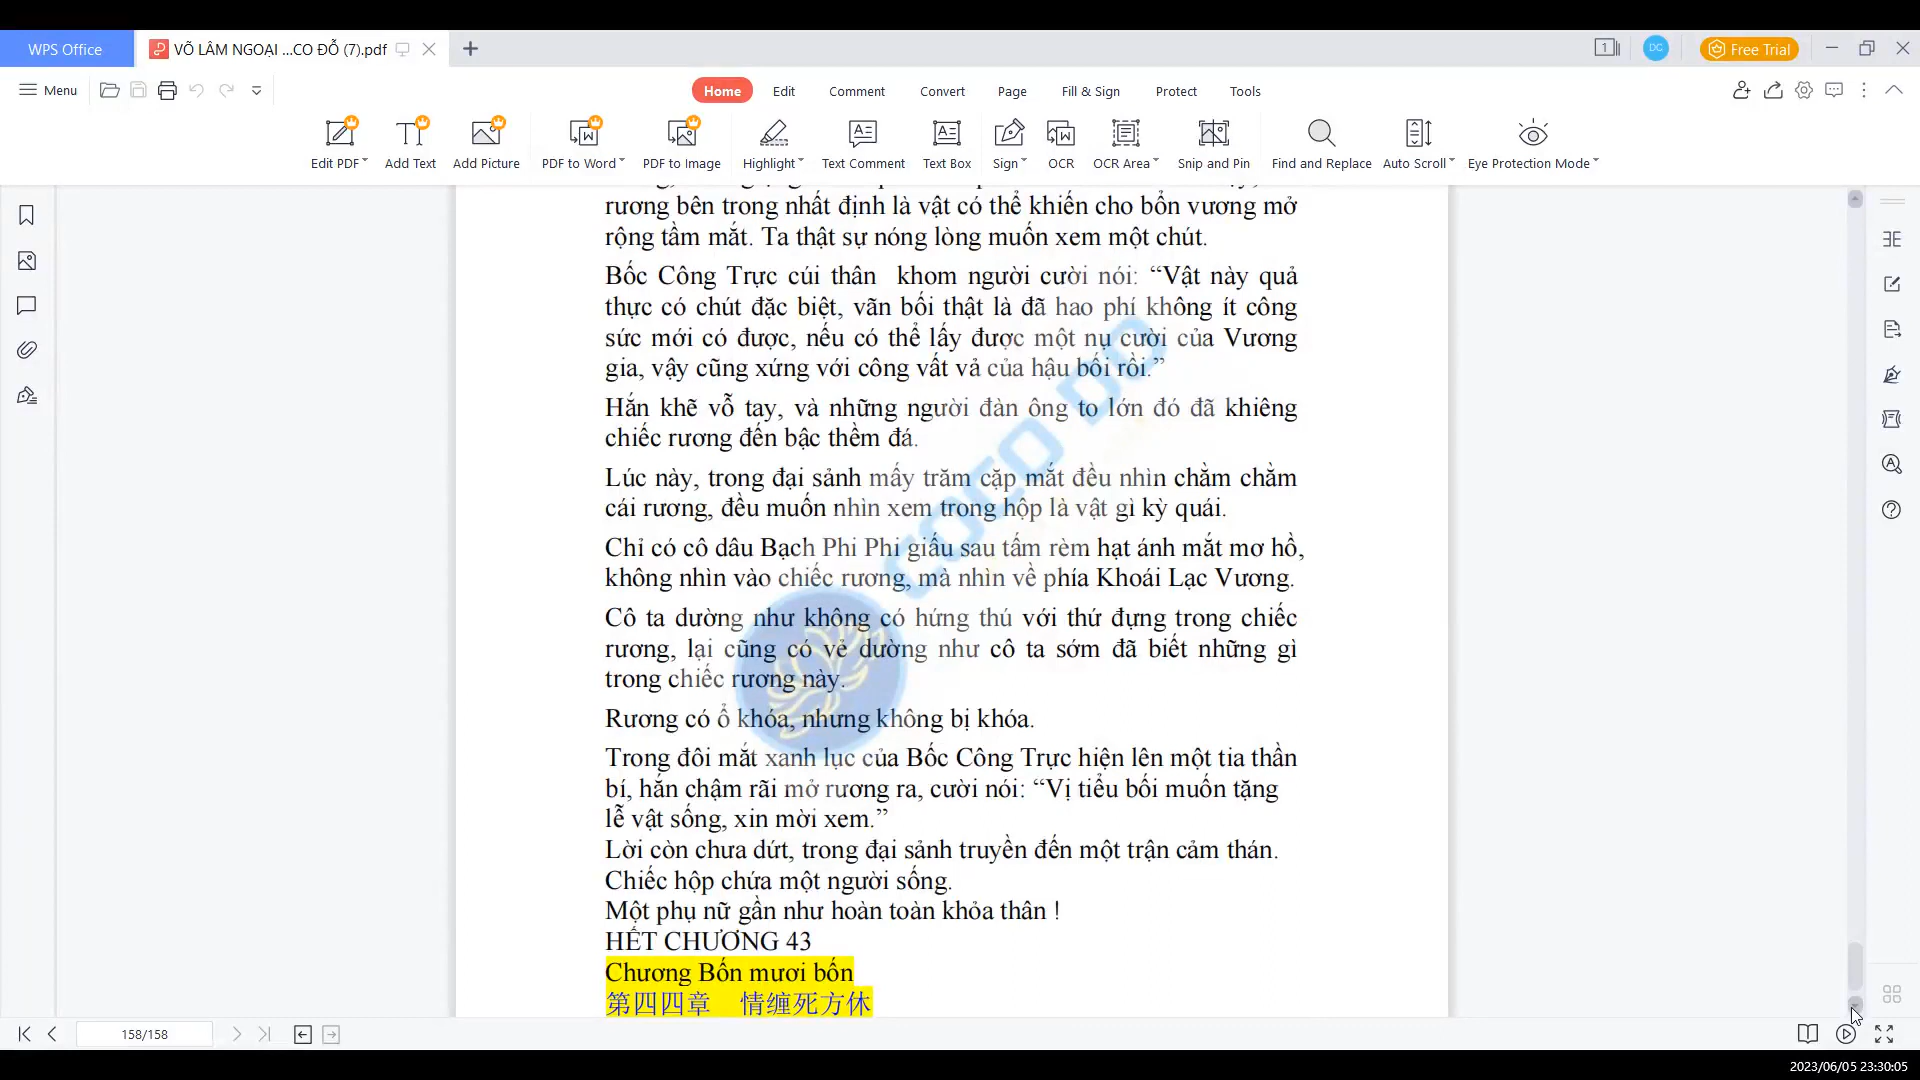 WPS Office
VÕ LÂM NGOẠI ...CO ĐỖ (7).pdf
1
DG
Free Trial
Menu
Home
Edit
Comment
Convert
Page
Fill & Sign
Protect
Tools
Edit PDF
Add Text
Add Picture
PDF to Word
PDF to Image
Highlight
Text Comment
Text Box
Sign
OCR
OCR Area
Snip and Pin
Find and Replace
Auto Scroll
Eye Protection Mode
rương bên trong nhất định là vật có thể khiến cho bổn vương mở
rộng tầm mắt. Ta thật sự nóng lòng muốn xem một chút.
Bốc Công Trực cúi thân khom người cười nói: “Vật này quả
thực có chút đặc biệt, vãn bối thật là đã hao phí không ít công
sức mới có được, nếu có thể lấy được một nụ cười của Vương
gia, vậy cũng xứng với công vất vả của hậu bối rồi.”
Hắn khẽ vỗ tay, và những người đàn ông to lớn đó đã khiêng
chiếc rương đến bậc thềm đá.
Lúc này, trong đại sảnh mấy trăm cặp mắt đều nhìn chằm chằm
cái rương, đều muốn nhìn xem trong hộp là vật gì kỳ quái.
Chỉ có cô dâu Bạch Phi Phi giấu sau tấm rèm hạt ánh mắt mơ hồ,
không nhìn vào chiếc rương, mà nhìn về phía Khoái Lạc Vương.
Cô ta dường như không có hứng thú với thứ đựng trong chiếc
rương, lại cũng có vẻ dường như cô ta sớm đã biết những gì
trong chiếc rương này.
Rương có ổ khóa, nhưng không bị khóa.
Trong đôi mắt xanh lục của Bốc Công Trực hiện lên một tia thần
bí, hắn chậm rãi mở rương ra, cười nói: “Vị tiểu bối muốn tặng
lễ vật sống, xin mời xem.”
Lời còn chưa dứt, trong đại sảnh truyền đến một trận cảm thán.
Chiếc hộp chứa một người sống.
Một phụ nữ gần như hoàn toàn khỏa thân !
HẾT CHƯƠNG 43
Chương Bốn mươi bốn
第四四章 情缠死方休
COCO DO
158/158
2023/06/05 23:30:05